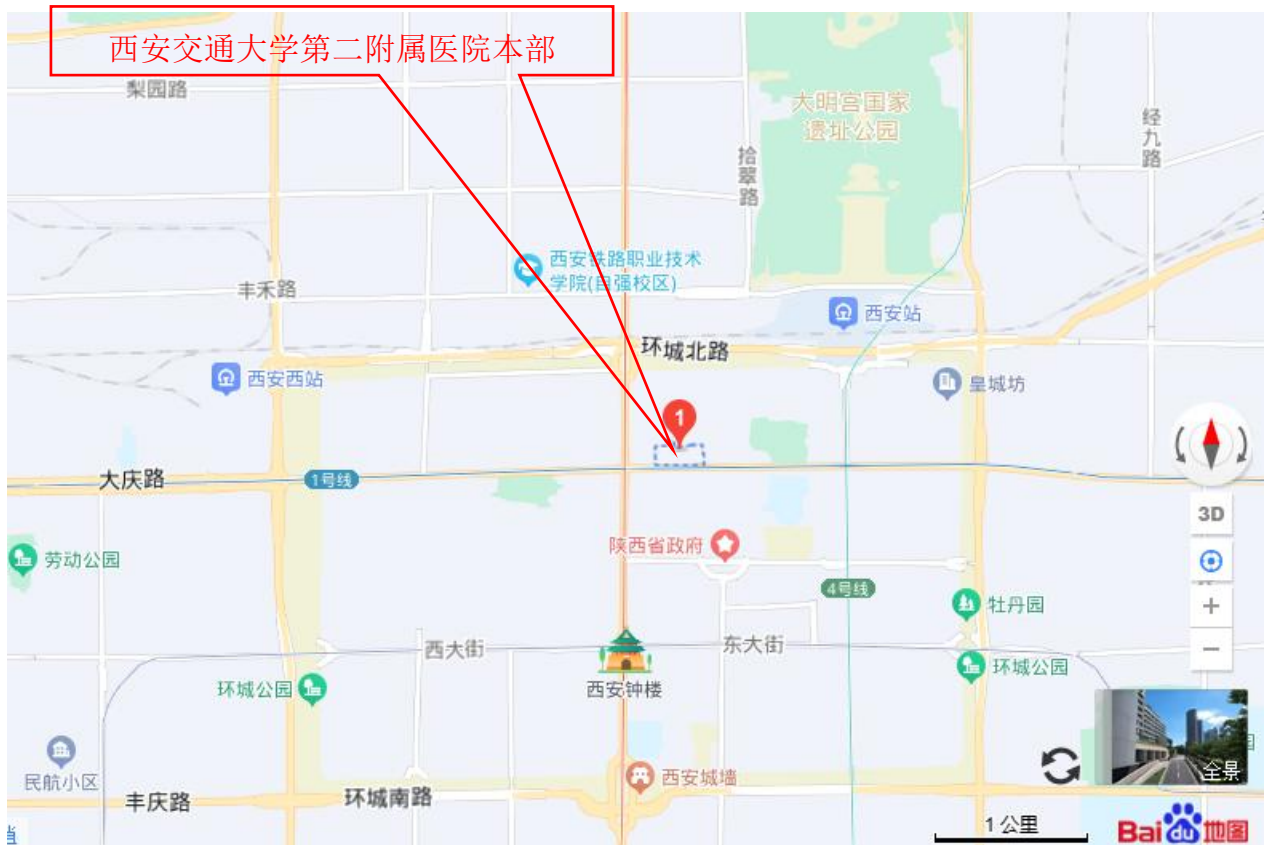 西安交通大学第二附属医院本部
梨园路
大明宫国家
遗址公园
经
九
路
拾
翠
路
西安铁路职业技术
学院(自强校区)
丰禾路
西安站
环城北路
西安西站
皇城坊
1
大庆路
1号线
3D
陕西省政府
劳动公园
4号线
牡丹园
西大街
东大街
环城公园
西安钟楼
环城公园
民航小区
西安城墙
全景
丰庆路
环城南路
1公里
Bai du 地图